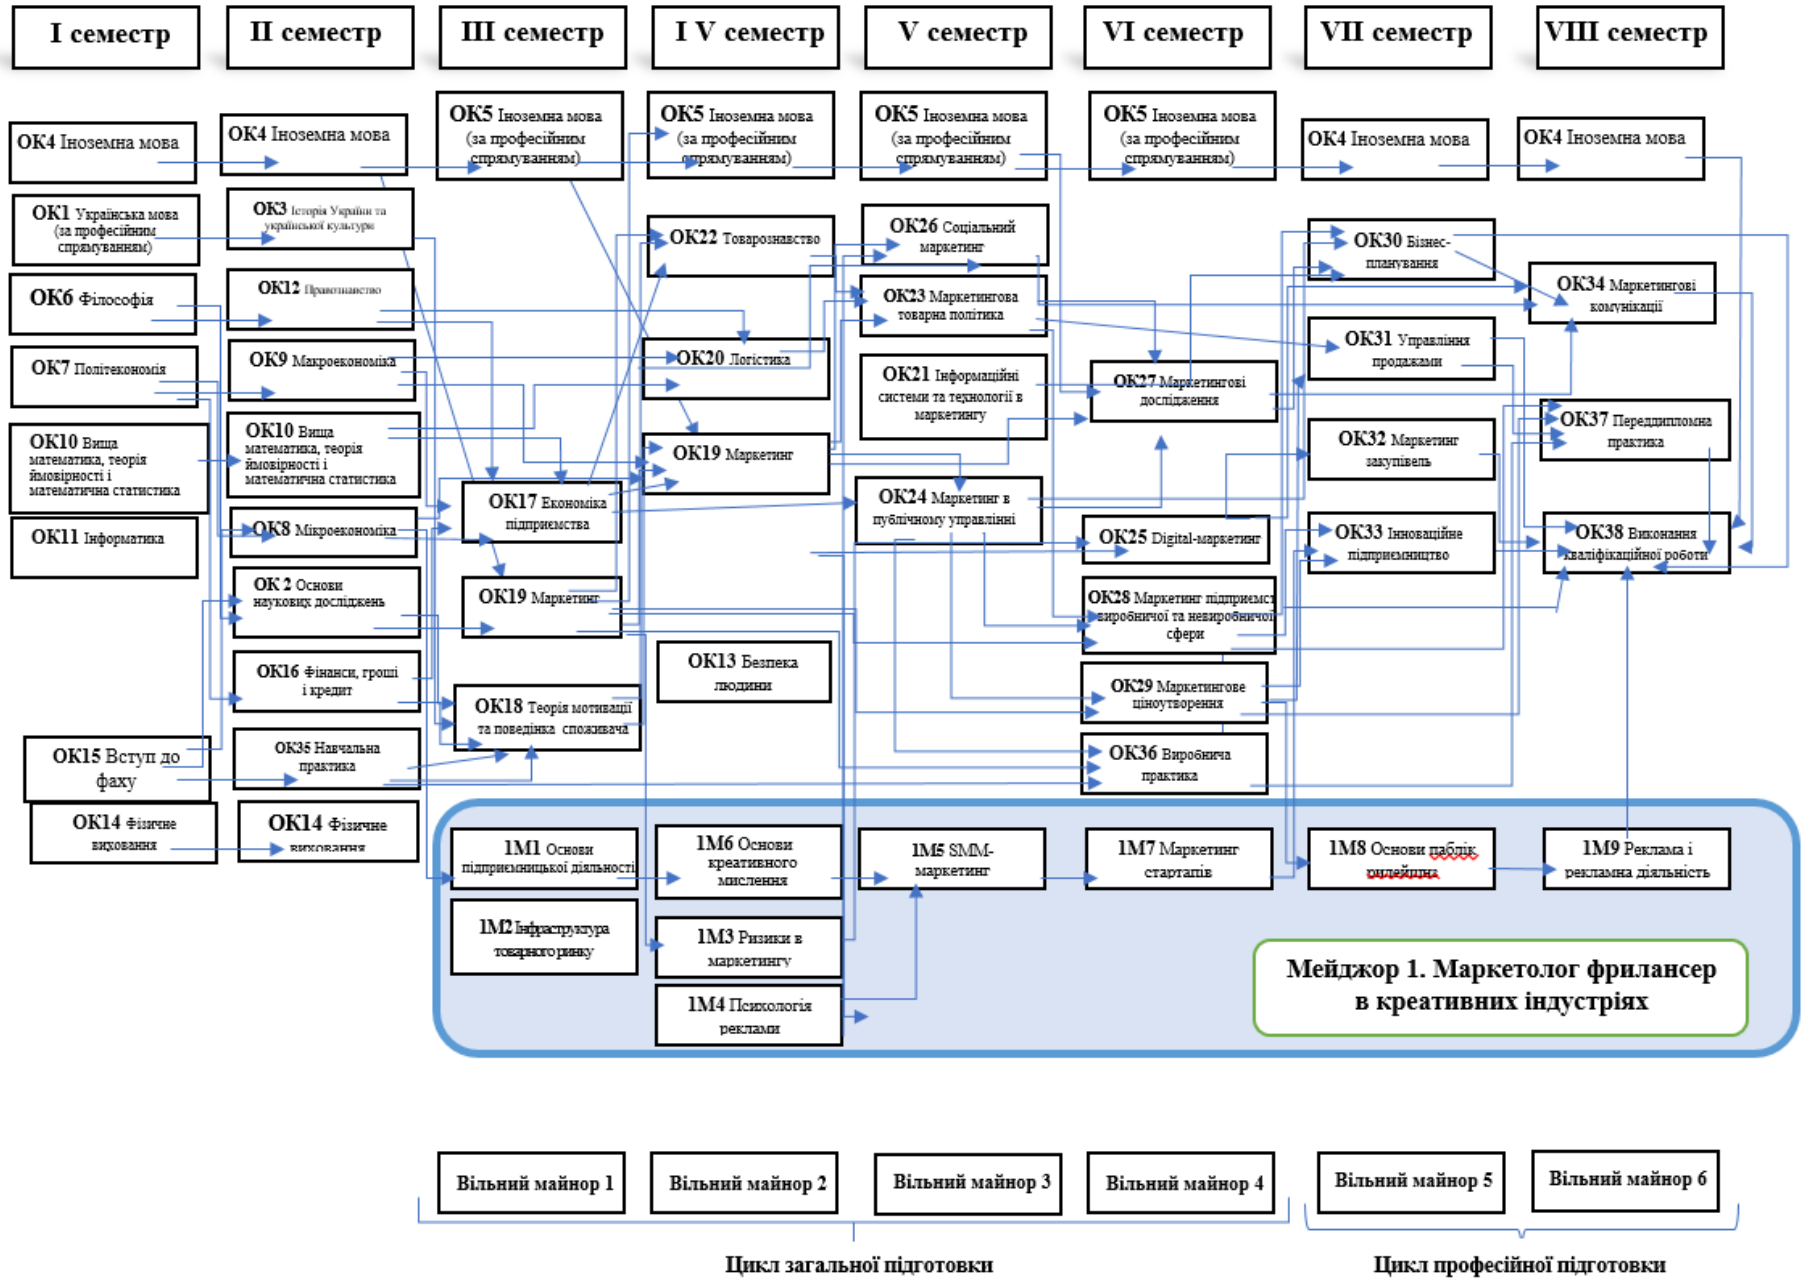 I семестр
II семестр
III семестр
I V семестр
V семестр
VI семестр
VII семестр
VIII семестр
ОК4 Іноземна мова
ОК1 Українська мова
(за професійним
спрямуванням)
ОК6 Філософія
ОК7 Політекономія
ОК10 Вища
математика, теорія
ймовірності і
математична статистика
ОК11 Інформатика
ОК15 Вступ до
фаху
ОК14 Фізичне
виховання
ОК4 Іноземна мова
ОК3 Історія України та
української культури
ОК12 Правознавство
ОК9 Макроекономіка
ОК10 Вища
математика, теорія
ймовірності і
математична статистика
ОК8 Мікроекономіка
ОК 2 Основи
наукових досліджень
ОК16 Фінанси, гроші
і кредит
ОК35 Навчальна
практика
ОК14 Фізичне
виховання
ОК5 Іноземна мова
(за професійним
спрямуванням)
ОК17 Економіка
підприємства
ОК19 Маркетинг
ОК18 Теорія мотивації
та поведінка споживача
1М1 Основи
підприємницької діяльності
1М2 Інфраструктура
товарного ринку
ОК5 Іноземна мова
(за професійним
спрямуванням)
ОК22 Товарознавство
ОК20 Логістика
ОК19 Маркетинг
ОК13 Безпека
людини
1М6 Основи
креативного
мислення
1М3 Ризики в
маркетингу
1М4 Психологія
реклами
ОК5 Іноземна мова
(за професійним
спрямуванням)
ОК26 Соціальний
маркетинг
ОК23 Маркетингова
товарна політика
ОК21 Інформаційні
системи та технології в
маркетингу
ОК24 Маркетинг в
публічному управлінні
1М5 SMM-
маркетинг
ОК5 Іноземна мова
(за професійним
спрямуванням)
ОК27 Маркетингові
дослідження
ОК25 Digital-маркетинг
ОК28 Маркетинг підприємст
виробничої та невиробничої
сфери
ОК29 Маркетингове
ціноутворення
ОК36 Виробнича
практика
1М7 Маркетинг
стартапів
ОК4 Іноземна мова
ОК30 Бізнес-
планування
ОК31 Управління
продажами
ОК32 Маркетинг
закупівель
ОК33 Інноваційне
підприємництво
1М8 Основи паблік
рилейшнз
ОК4 Іноземна мова
ОК34 Маркетингові
комунікації
ОК37 Переддипломна
практика
ОК38 Виконання
кваліфікаційної роботи
1М9 Реклама і
рекламна діяльність
Мейджор 1. Маркетолог фрилансер
в креативних індустріях
Вільний майнор 1
Вільний майнор 2
Вільний майнор 3
Вільний майнор 4
Вільний майнор 5
Вільний майнор 6
Цикл загальної підготовки
Цикл професійної підготовки